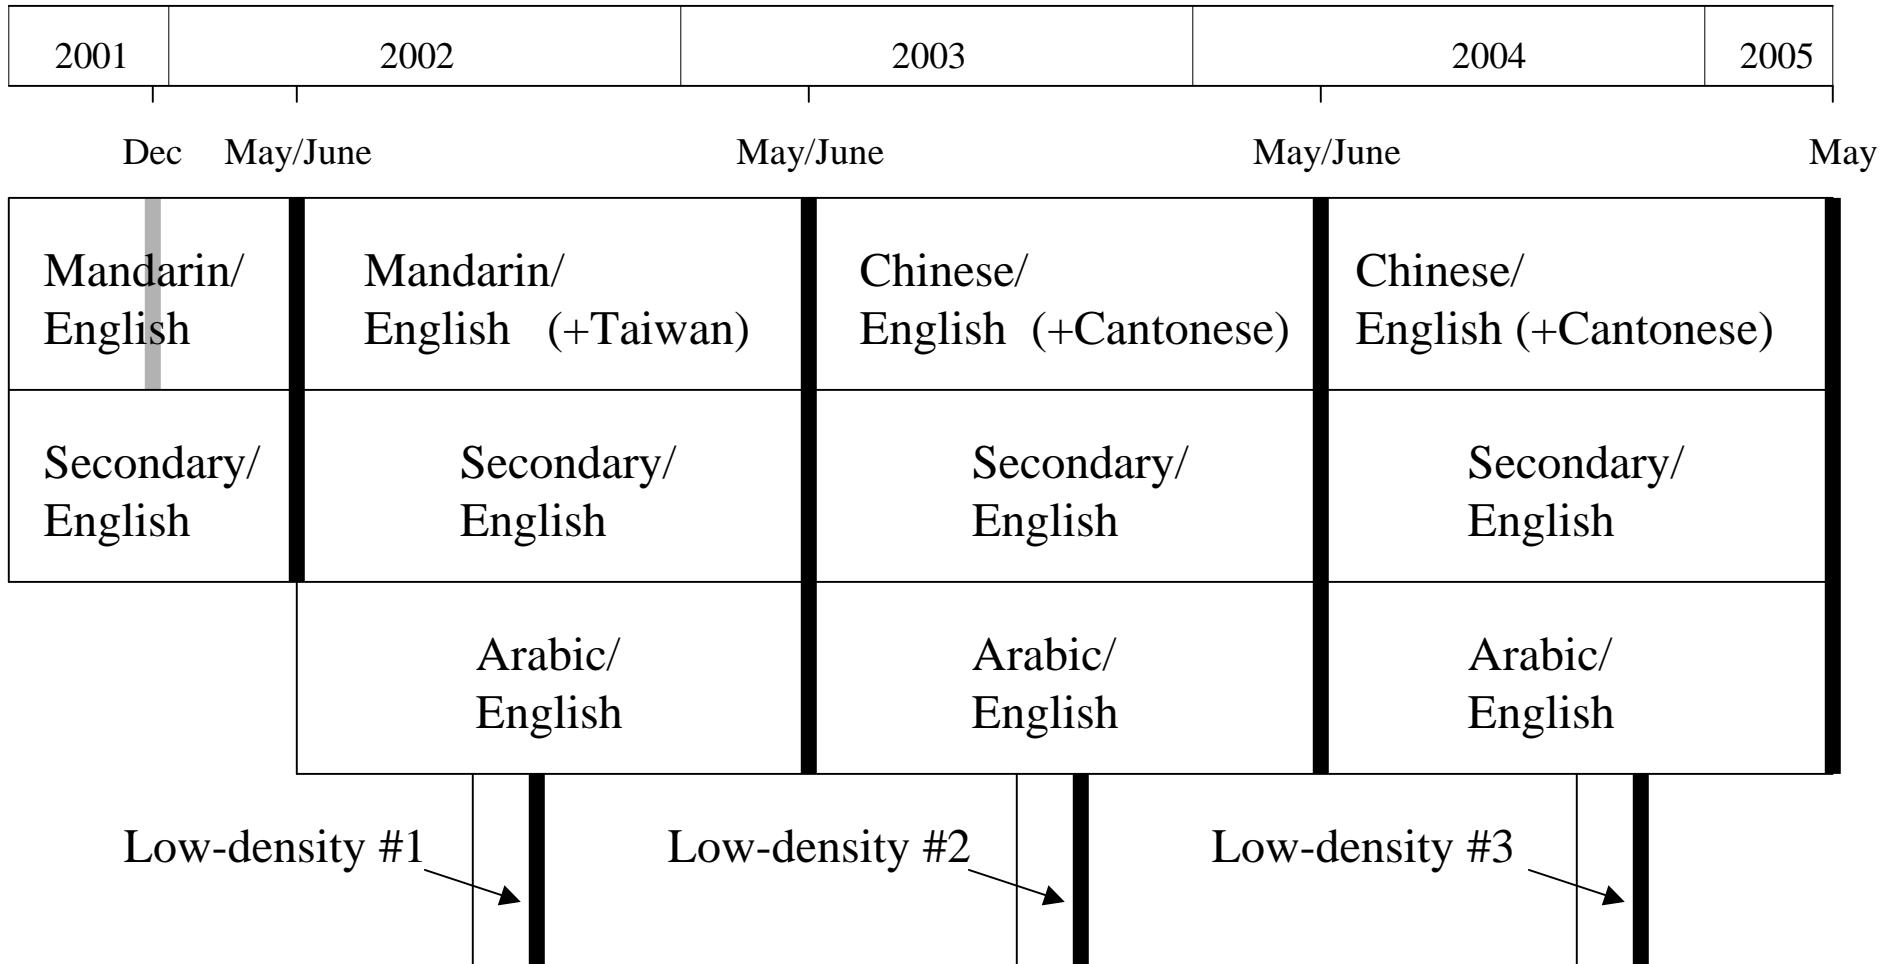 2001 2002 2003 2004 2005
Dec May/June May/June May/June May
Mandarin/
English
Mandarin/
English (+Taiwan)
Chinese/
English (+Cantonese)
Chinese/
English (+Cantonese)
Secondary/
English
Secondary/
English
Secondary/
English
Secondary/
English
Arabic/
English
Arabic/
English
Arabic/
English
Low-density #1
Low-density #2
Low-density #3